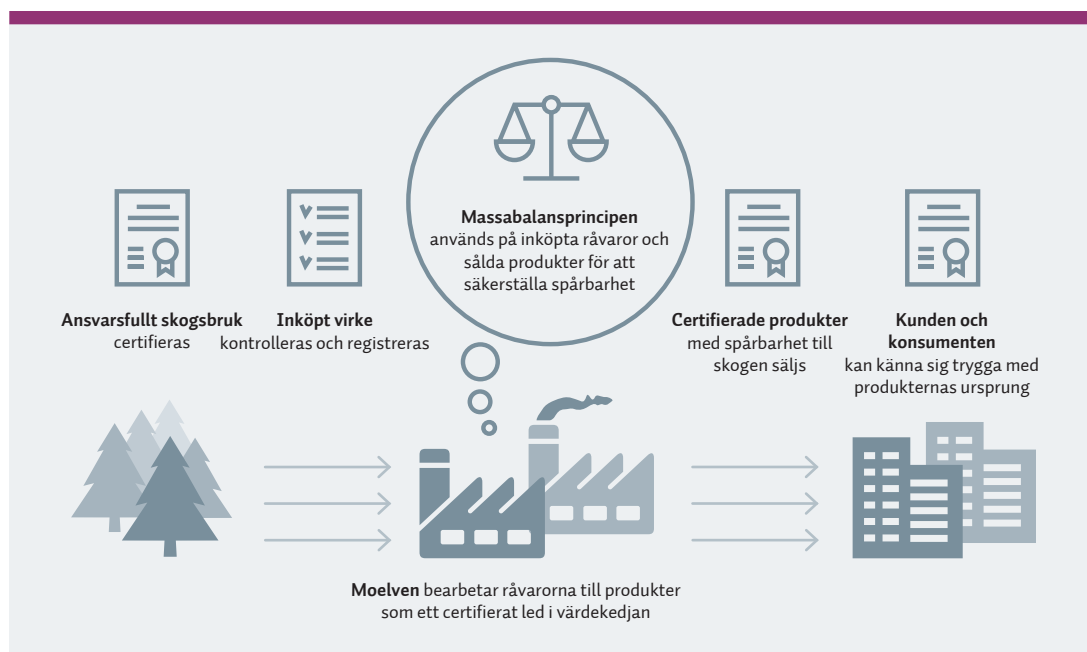 Massabalansprincipen
används på inköpta råvaror och
sålda produkter för att
säkerställa spårbarhet
Ansvarsfullt skogsbruk
certifieras
Inköpt virke
kontrolleras och registreras
Certifierade produkter
med spårbarhet till
skogen säljs
Kunden och
konsumenten
kan känna sig trygga med
produkternas ursprung
Moelven bearbetar råvarorna till produkter
som ett certifierat led i värdekedjan